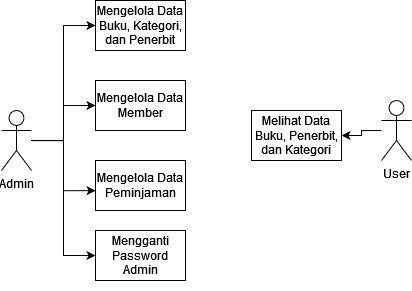 Mengelola Data
Buku, Kategori,
dan Penerbit
Mengelola Data
Member
Admin
Mengelola Data
Peminjaman
Mengganti
Password
Admin
Melihat Data
Buku, Penerbit,
dan Kategori
User